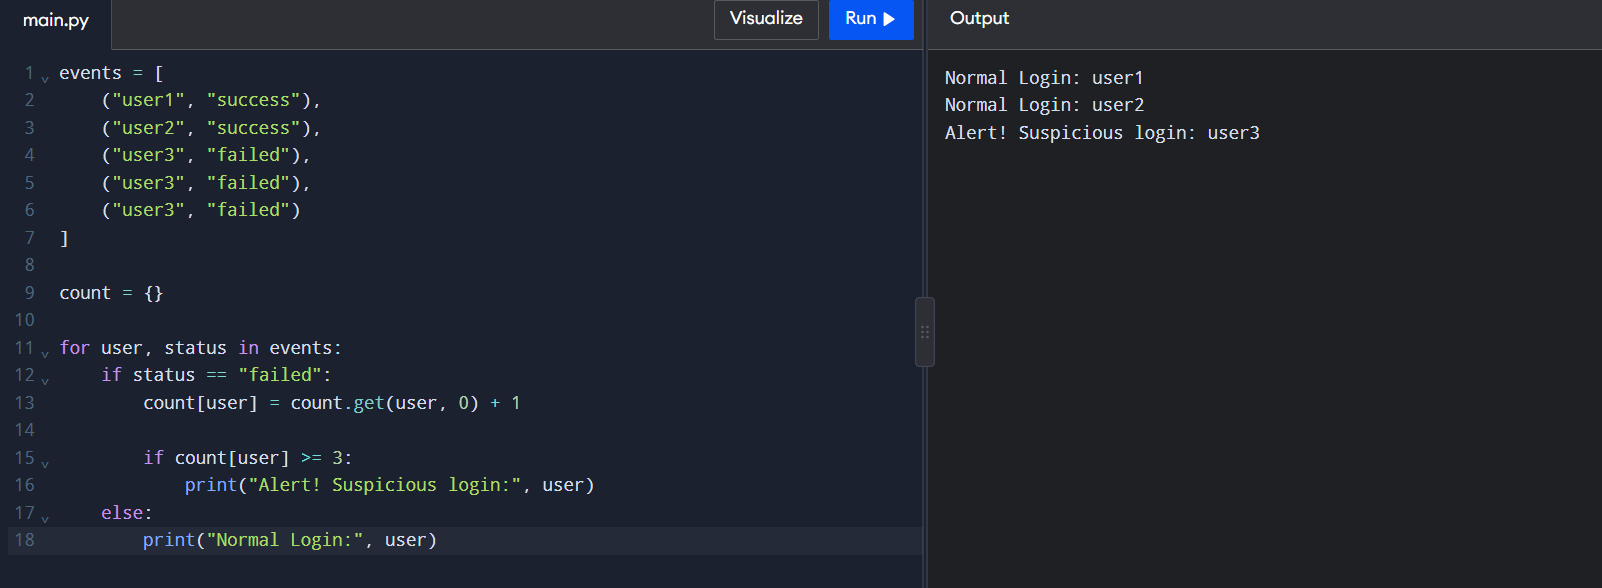 main.py
Visualize
Run
Output
1 events = [
2     ("user1", "success"),
3     ("user2", "success"),
4     ("user3", "failed"),
5     ("user3", "failed"),
6     ("user3", "failed")
7 ]
8
9 count = {}
10
11 for user, status in events:
12     if status == "failed":
13         count[user] = count.get(user, 0) + 1
14
15         if count[user] >= 3:
16             print("Alert! Suspicious login:", user)
17     else:
18         print("Normal Login:", user)
Normal Login: user1
Normal Login: user2
Alert! Suspicious login: user3